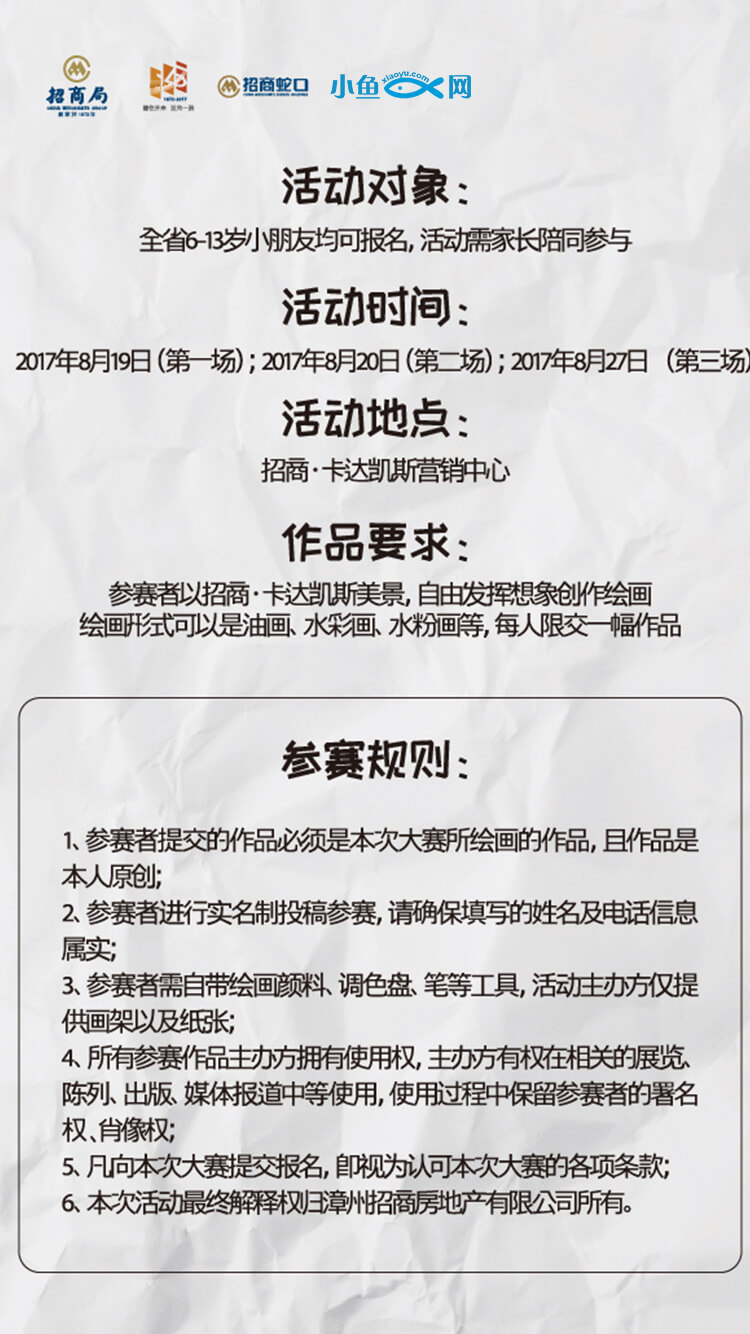 招商局
创立于1872年
1872-2017
招商蛇口
小鱼网
xiaoyu.com
活动对象：
全省6-13岁小朋友均可报名，活动需家长陪同参与
活动时间：
2017年8月19日（第一场）；2017年8月20日（第二场）；2017年8月27日 （第三场）
活动地点：
招商·卡达凯斯营销中心
作品要求：
参赛者以招商·卡达凯斯美景，自由发挥想象创作绘画
绘画形式可以是油画、水彩画、水粉画等，每人限交一幅作品
参赛规则：
1、参赛者提交的作品必须是本次大赛所绘画的作品，且作品是
本人原创；
2、参赛者进行实名制投稿参赛，请确保填写的姓名及电话信息
属实；
3、参赛者需自带绘画颜料、调色盘、笔等工具，活动主办方仅提
供画架以及纸张；
4、所有参赛作品主办方拥有使用权，主办方有权在相关的展览、
陈列、出版、媒体报道中等使用，使用过程中保留参赛者的署名
权、肖像权；
5、凡向本次大赛提交报名，即视为认可本次大赛的各项条款；
6、本次活动最终解释权归漳州招商房地产有限公司所有。